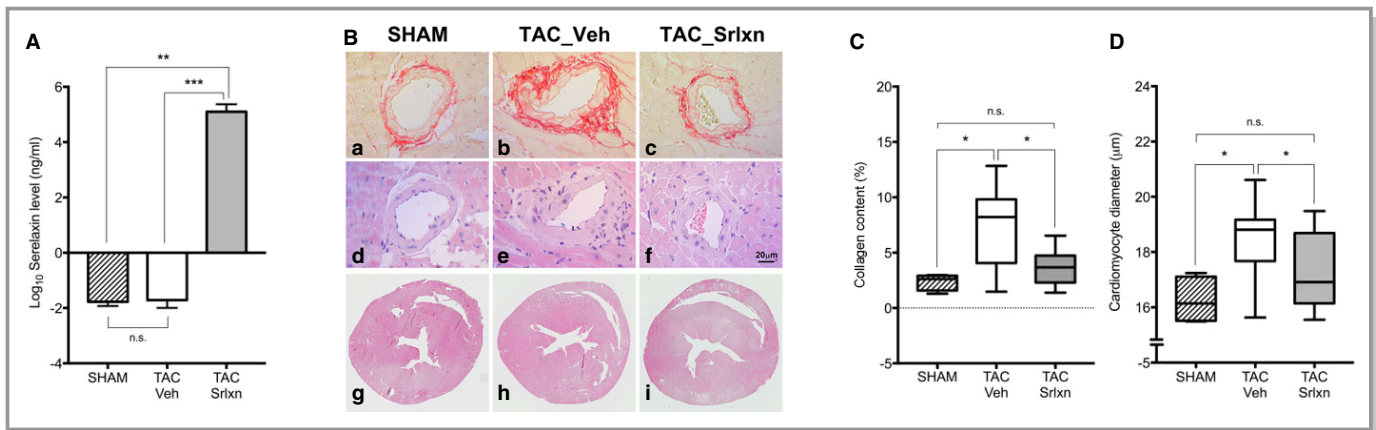 A
**
***
6
4
2
0
-2
-4
Log10 Serelaxin level (ng/ml)
n.s.
SHAM
TAC
Veh
TAC
Srlxn
B
SHAM
TAC_Veh
TAC_Srlxn
a
b
c
d
e
f
20μm
g
h
i
C
20
15
10
5
0
-5
Collagen content (%)
n.s.
*
*
SHAM
TAC
Veh
TAC
Srlxn
D
24
22
20
18
16
-5
Cardiomyocyte diameter (μm)
n.s.
*
*
SHAM
TAC
Veh
TAC
Srlxn